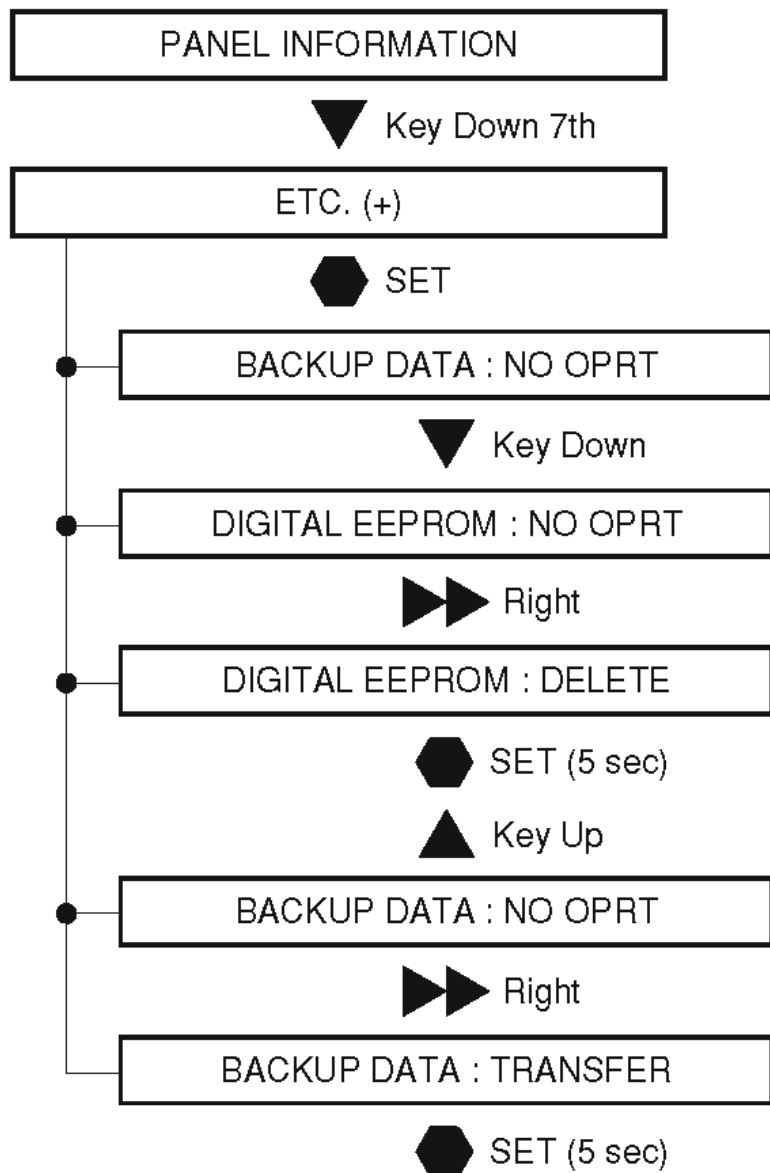 PANEL INFORMATION
Key Down 7th
ETC. (+)
SET
BACKUP DATA : NO OPRT
Key Down
DIGITAL EEPROM : NO OPRT
Right
DIGITAL EEPROM : DELETE
SET (5 sec)
Key Up
BACKUP DATA : NO OPRT
Right
BACKUP DATA : TRANSFER
SET (5 sec)